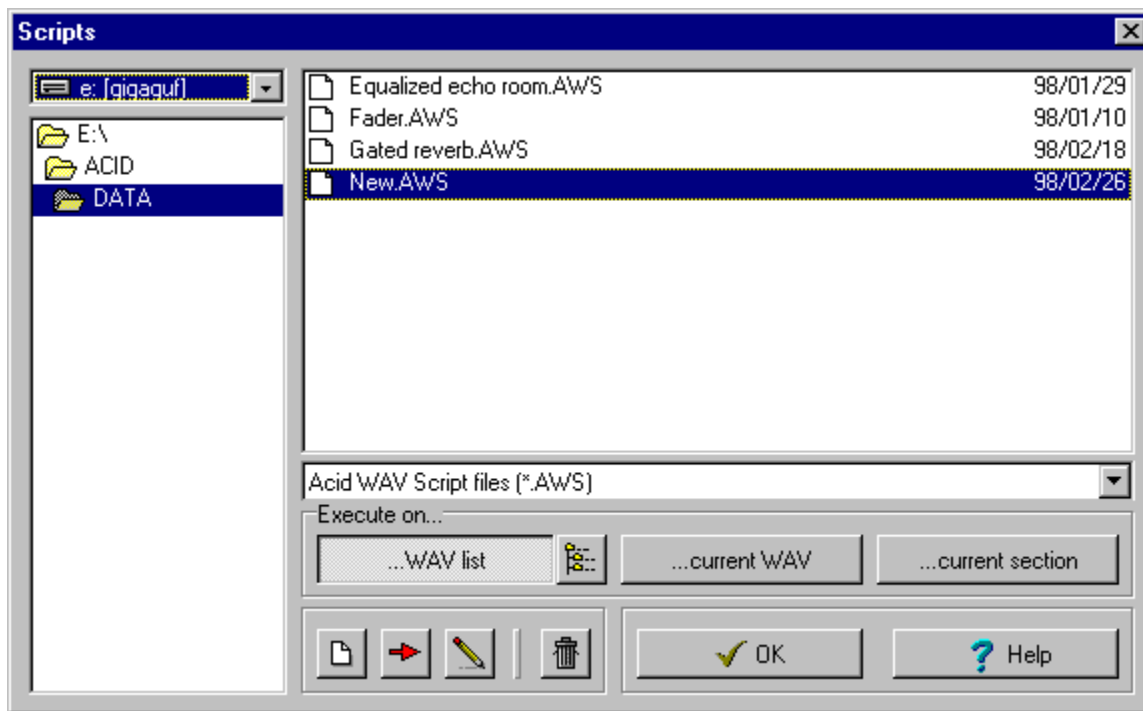 Scripts
e: [gigaguf]
E:\
ACID
DATA
Equalized echo room.AWS 98/01/29
Fader.AWS 98/01/10
Gated reverb.AWS 98/02/18
New.AWS 98/02/26
Acid WAV Script files (*.AWS)
Execute on...
...WAV list ...current WAV ...current section
OK Help